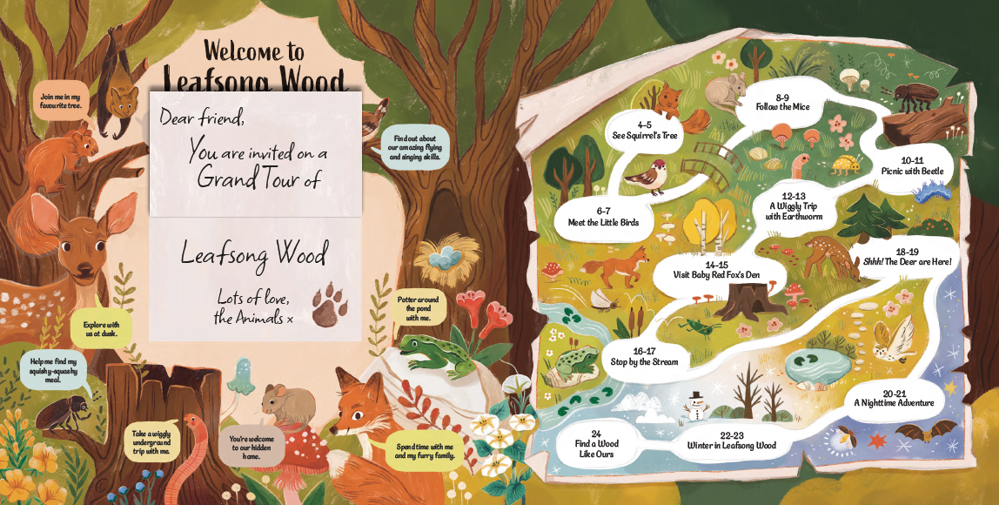 Welcome to
Leafsong Wood
Dear friend,
You are invited on a
Grand Tour of
Leafsong Wood
Lots of love,
the Animals x
Join me in my
favourite tree.
Find out about
our amazing flying
and singing skills.
Explore with
us at dusk.
Potter around
the pond
with me.
Help me find my
squishy-squashy
meal.
Take a wiggly
underground
trip with me.
You're welcome
to our hidden
home.
Spend time with me
and my furry family.
4-5
See Squirrel's Tree
6-7
Meet the Little Birds
8-9
Follow the Mice
10-11
Picnic with Beetle
12-13
A Wiggly Trip
with Earthworm
14-15
Visit Baby Red Fox's Den
16-17
Stop by the Stream
18-19
Shhh! The Deer are Here!
20-21
A Nighttime Adventure
22-23
Winter in Leafsong Wood
24
Find a Wood
Like Ours